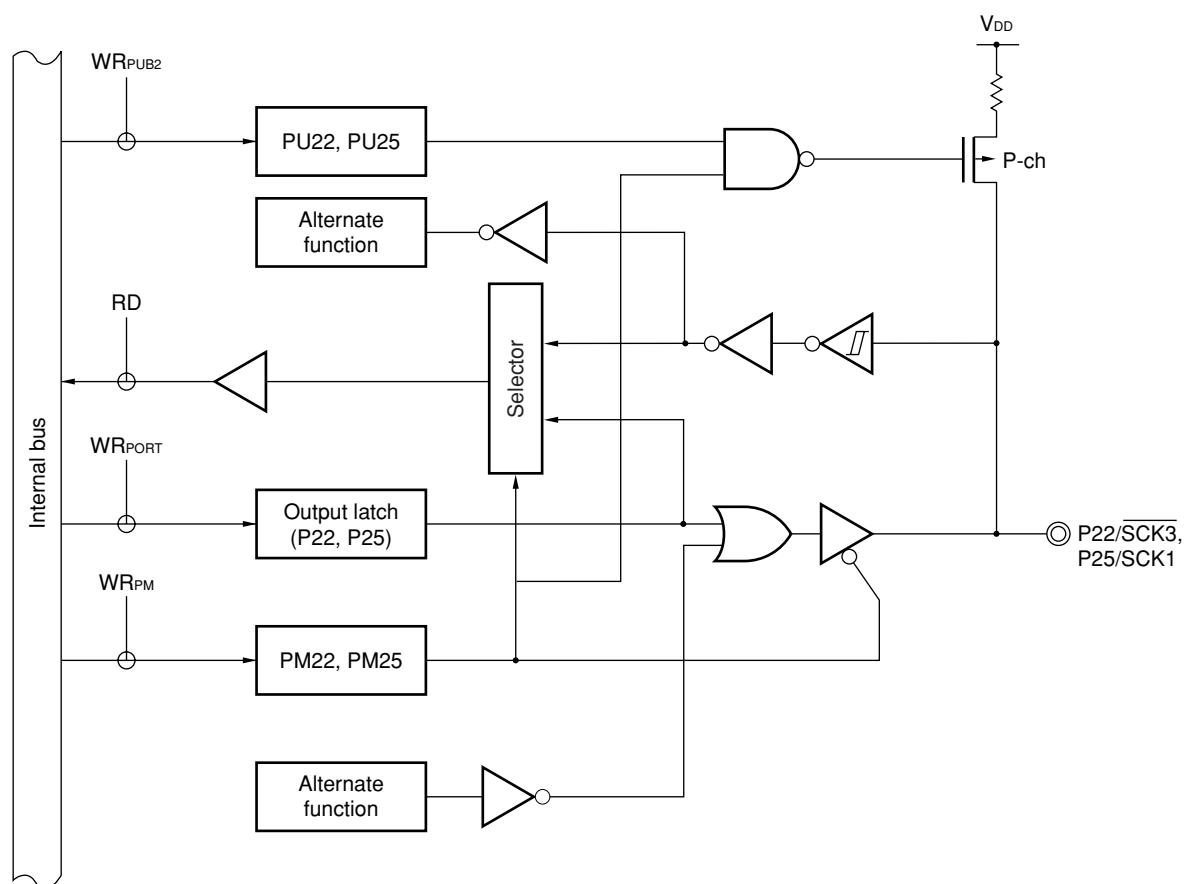 VDD
WRPUB2
PU22, PU25
P-ch
Alternate
function
RD
Selector
Internal bus
WRPORT
Output latch
(P22, P25)
P22/SCK3,
P25/SCK1
WRPM
PM22, PM25
Alternate
function